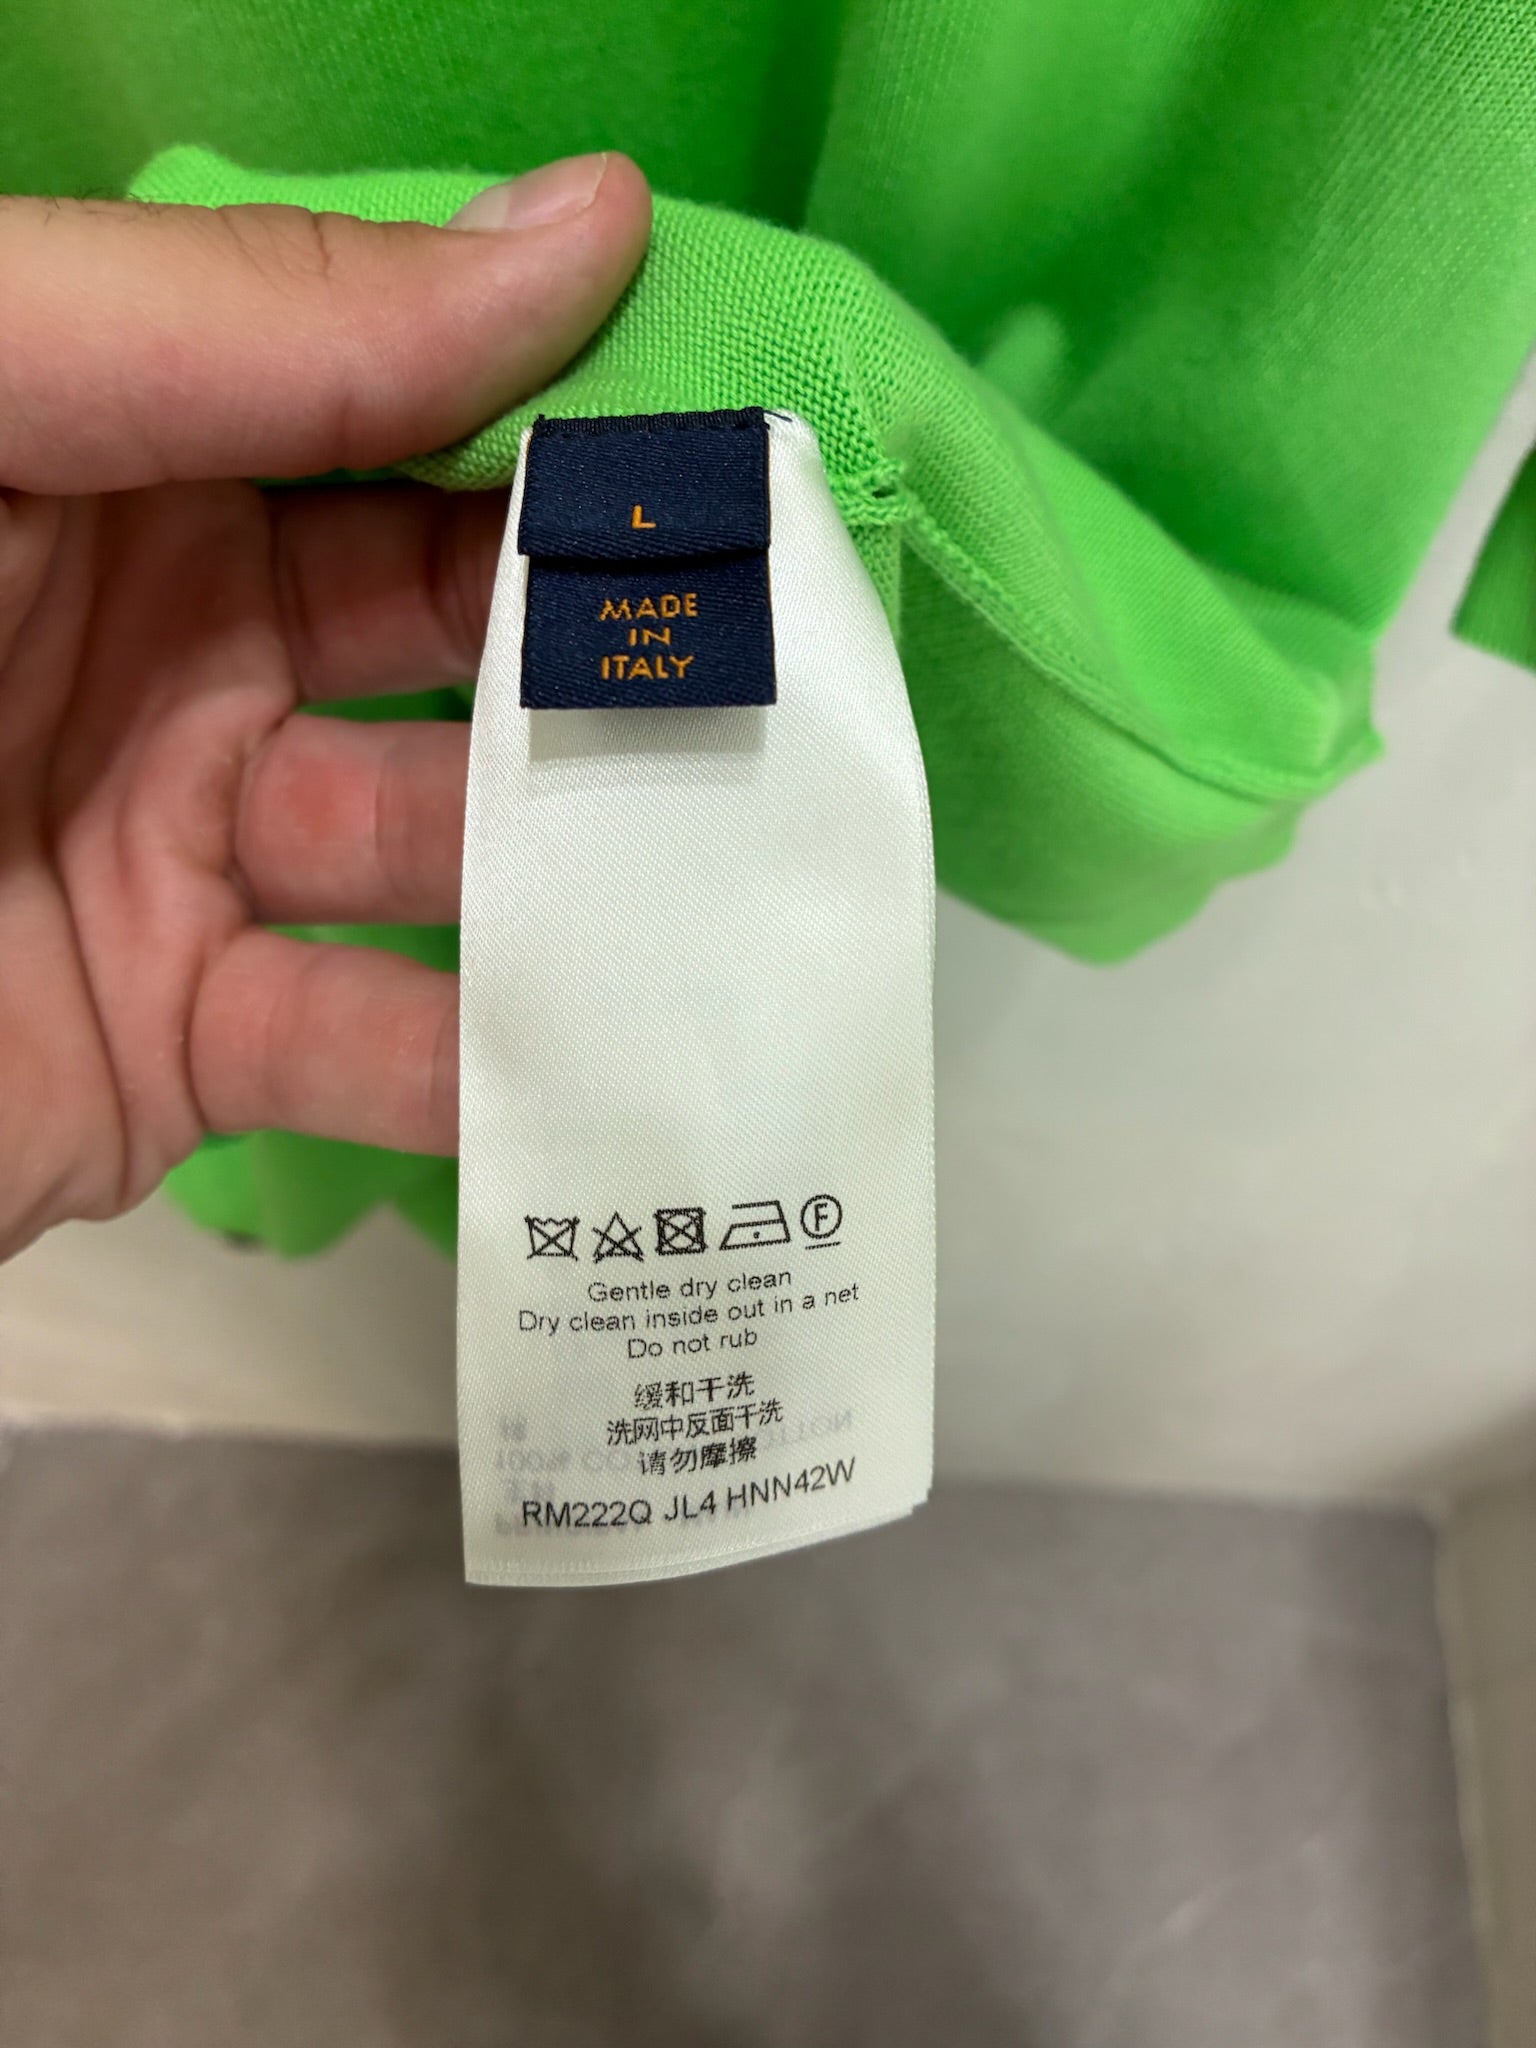 L
MADE
IN
ITALY
F
Gentle dry clean
Dry clean inside out in a net
Do not rub
缓和干洗
洗网中反面干洗
请勿摩擦
RM222Q JL4 HNN42W